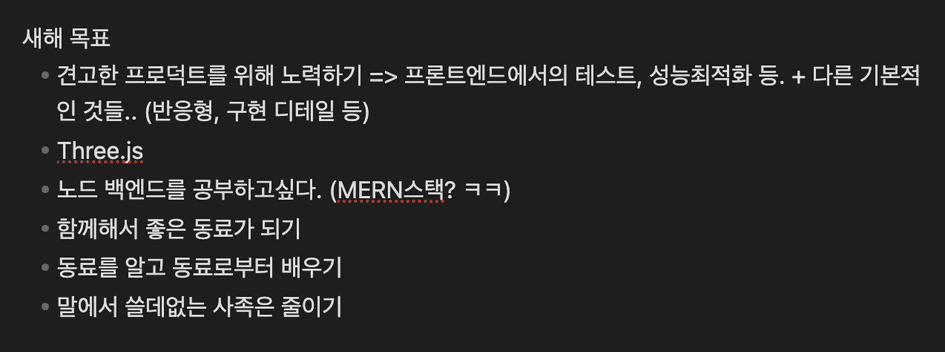 새해 목표
• 견고한 프로덕트를 위해 노력하기 => 프론트엔드에서의 테스트, 성능최적화 등. + 다른 기본적
인 것들.. (반응형, 구현 디테일 등)
• Three.js
• 노드 백엔드를 공부하고싶다. (MERN스택? ㅋㅋ)
• 함께해서 좋은 동료가 되기
• 동료를 알고 동료로부터 배우기
• 말에서 쓸데없는 사족은 줄이기